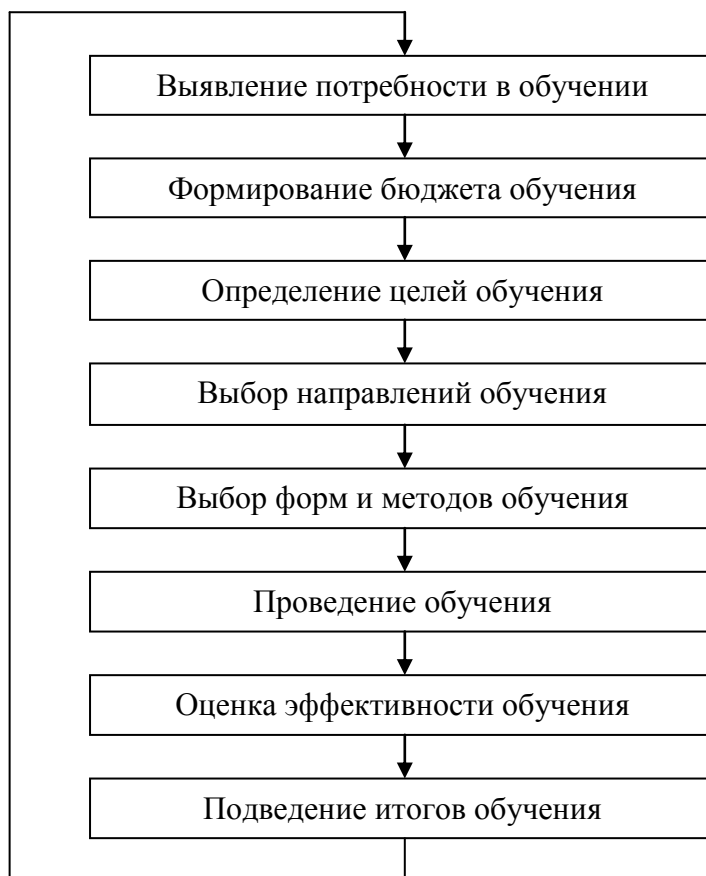 Выявление потребности в обучении
Формирование бюджета обучения
Определение целей обучения
Выбор направлений обучения
Выбор форм и методов обучения
Проведение обучения
Оценка эффективности обучения
Подведение итогов обучения